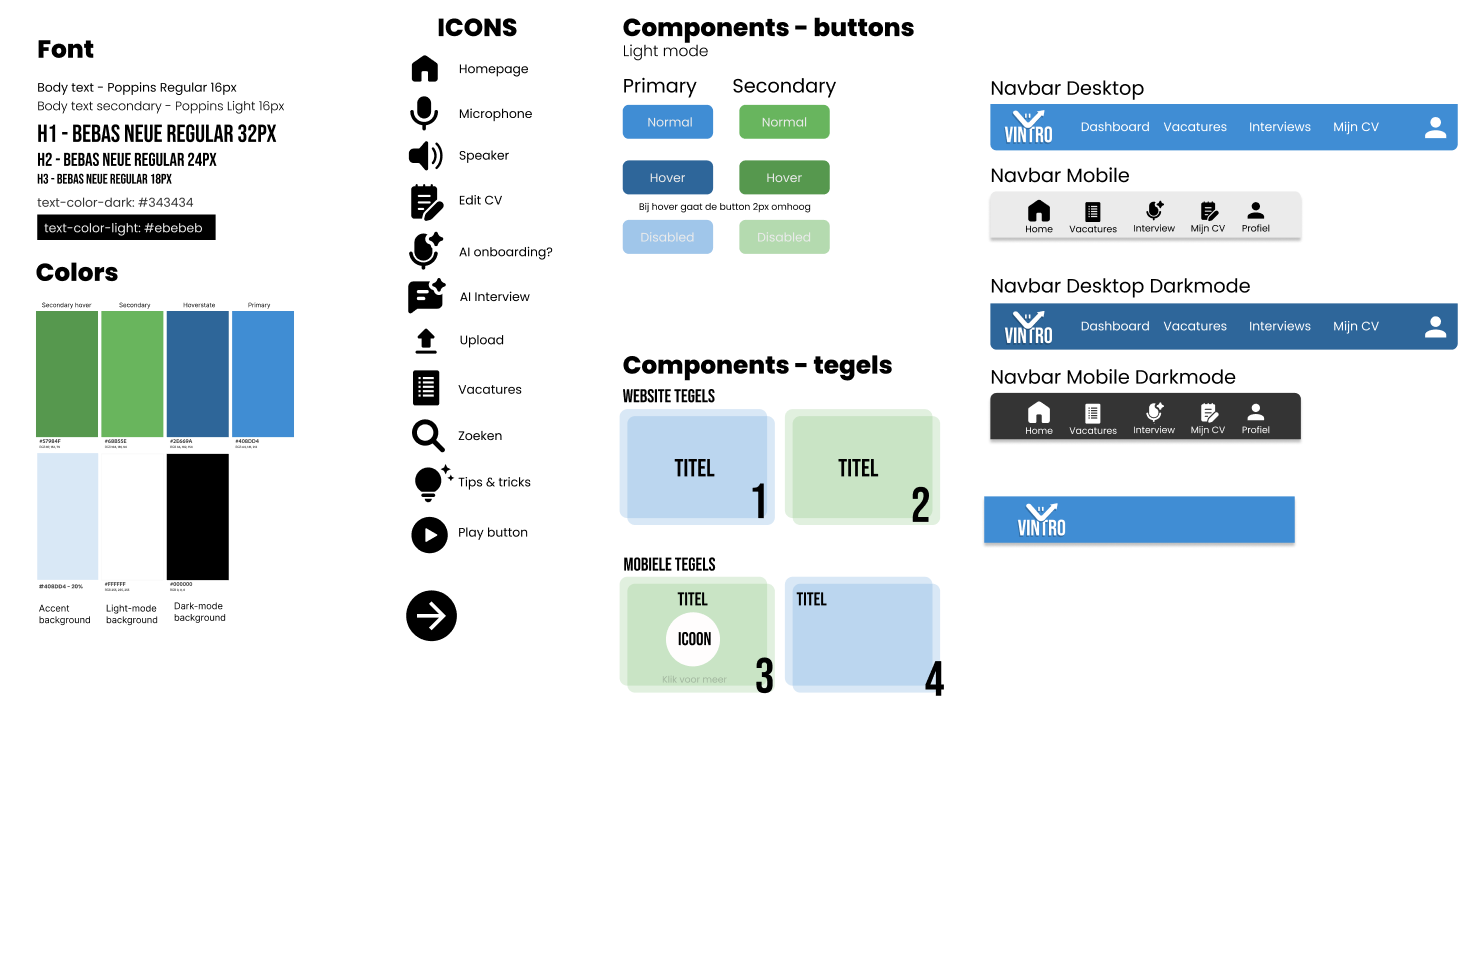 Font
Body text - Poppins Regular 16px
Body text secondary - Poppins Light 16px
H1 - BEBAS NEUE REGULAR 32PX
H2 - BEBAS NEUE REGULAR 24PX
H3 - BEBAS NEUE REGULAR 18PX
text-color-dark: #343434
text-color-light: #ebebeb
Colors
Secondary hover
Secondary
Hoverstate
Primary
#57984F
#68B55E
#2E669A
#408DD4
#408DD4 - 20%
#FFFFFF
#000000
Accent
background
Light-mode
background
Dark-mode
background
ICONS
Homepage
Microphone
Speaker
Edit CV
AI onboarding?
AI Interview
Upload
Vacatures
Zoeken
Tips & tricks
Play button
Components - buttons
Light mode
Primary
Secondary
Normal
Normal
Hover
Hover
Bij hover gaat de button 2px omhoog
Disabled
Disabled
Components - tegels
WEBSITE TEGELS
TITEL
1
TITEL
2
MOBIELE TEGELS
TITEL
ICOON
Klik voor meer
3
TITEL
4
Navbar Desktop
VINTRO
Dashboard
Vacatures
Interviews
Mijn CV
Navbar Mobile
Home
Vacatures
Interview
Mijn CV
Profiel
Navbar Desktop Darkmode
VINTRO
Dashboard
Vacatures
Interviews
Mijn CV
Navbar Mobile Darkmode
Home
Vacatures
Interview
Mijn CV
Profiel
VINTRO